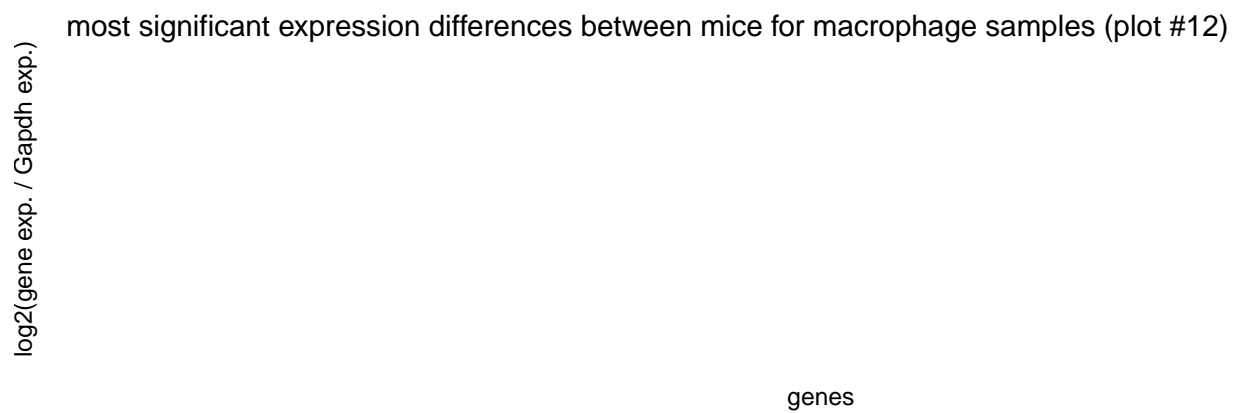 most significant expression differences between mice for macrophage samples (plot #12)
log2(gene exp. / Gapdh exp.)
genes